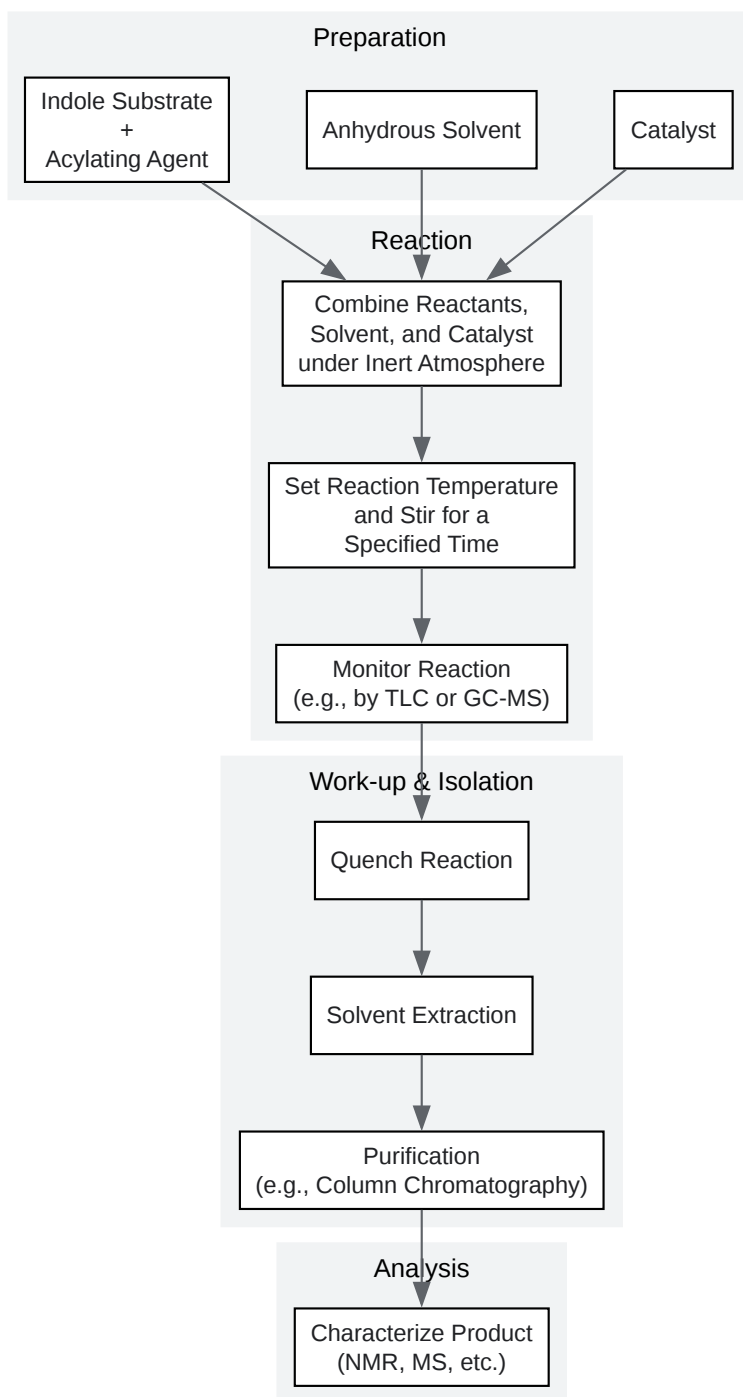 Preparation
Indole Substrate
+
Acylating Agent
Anhydrous Solvent
Catalyst
Reaction
Combine Reactants,
Solvent, and Catalyst
under Inert Atmosphere
Set Reaction Temperature
and Stir for a
Specified Time
Monitor Reaction
(e.g., by TLC or GC-MS)
Work-up & Isolation
Quench Reaction
Solvent Extraction
Purification
(e.g., Column Chromatography)
Analysis
Characterize Product
(NMR, MS, etc.)